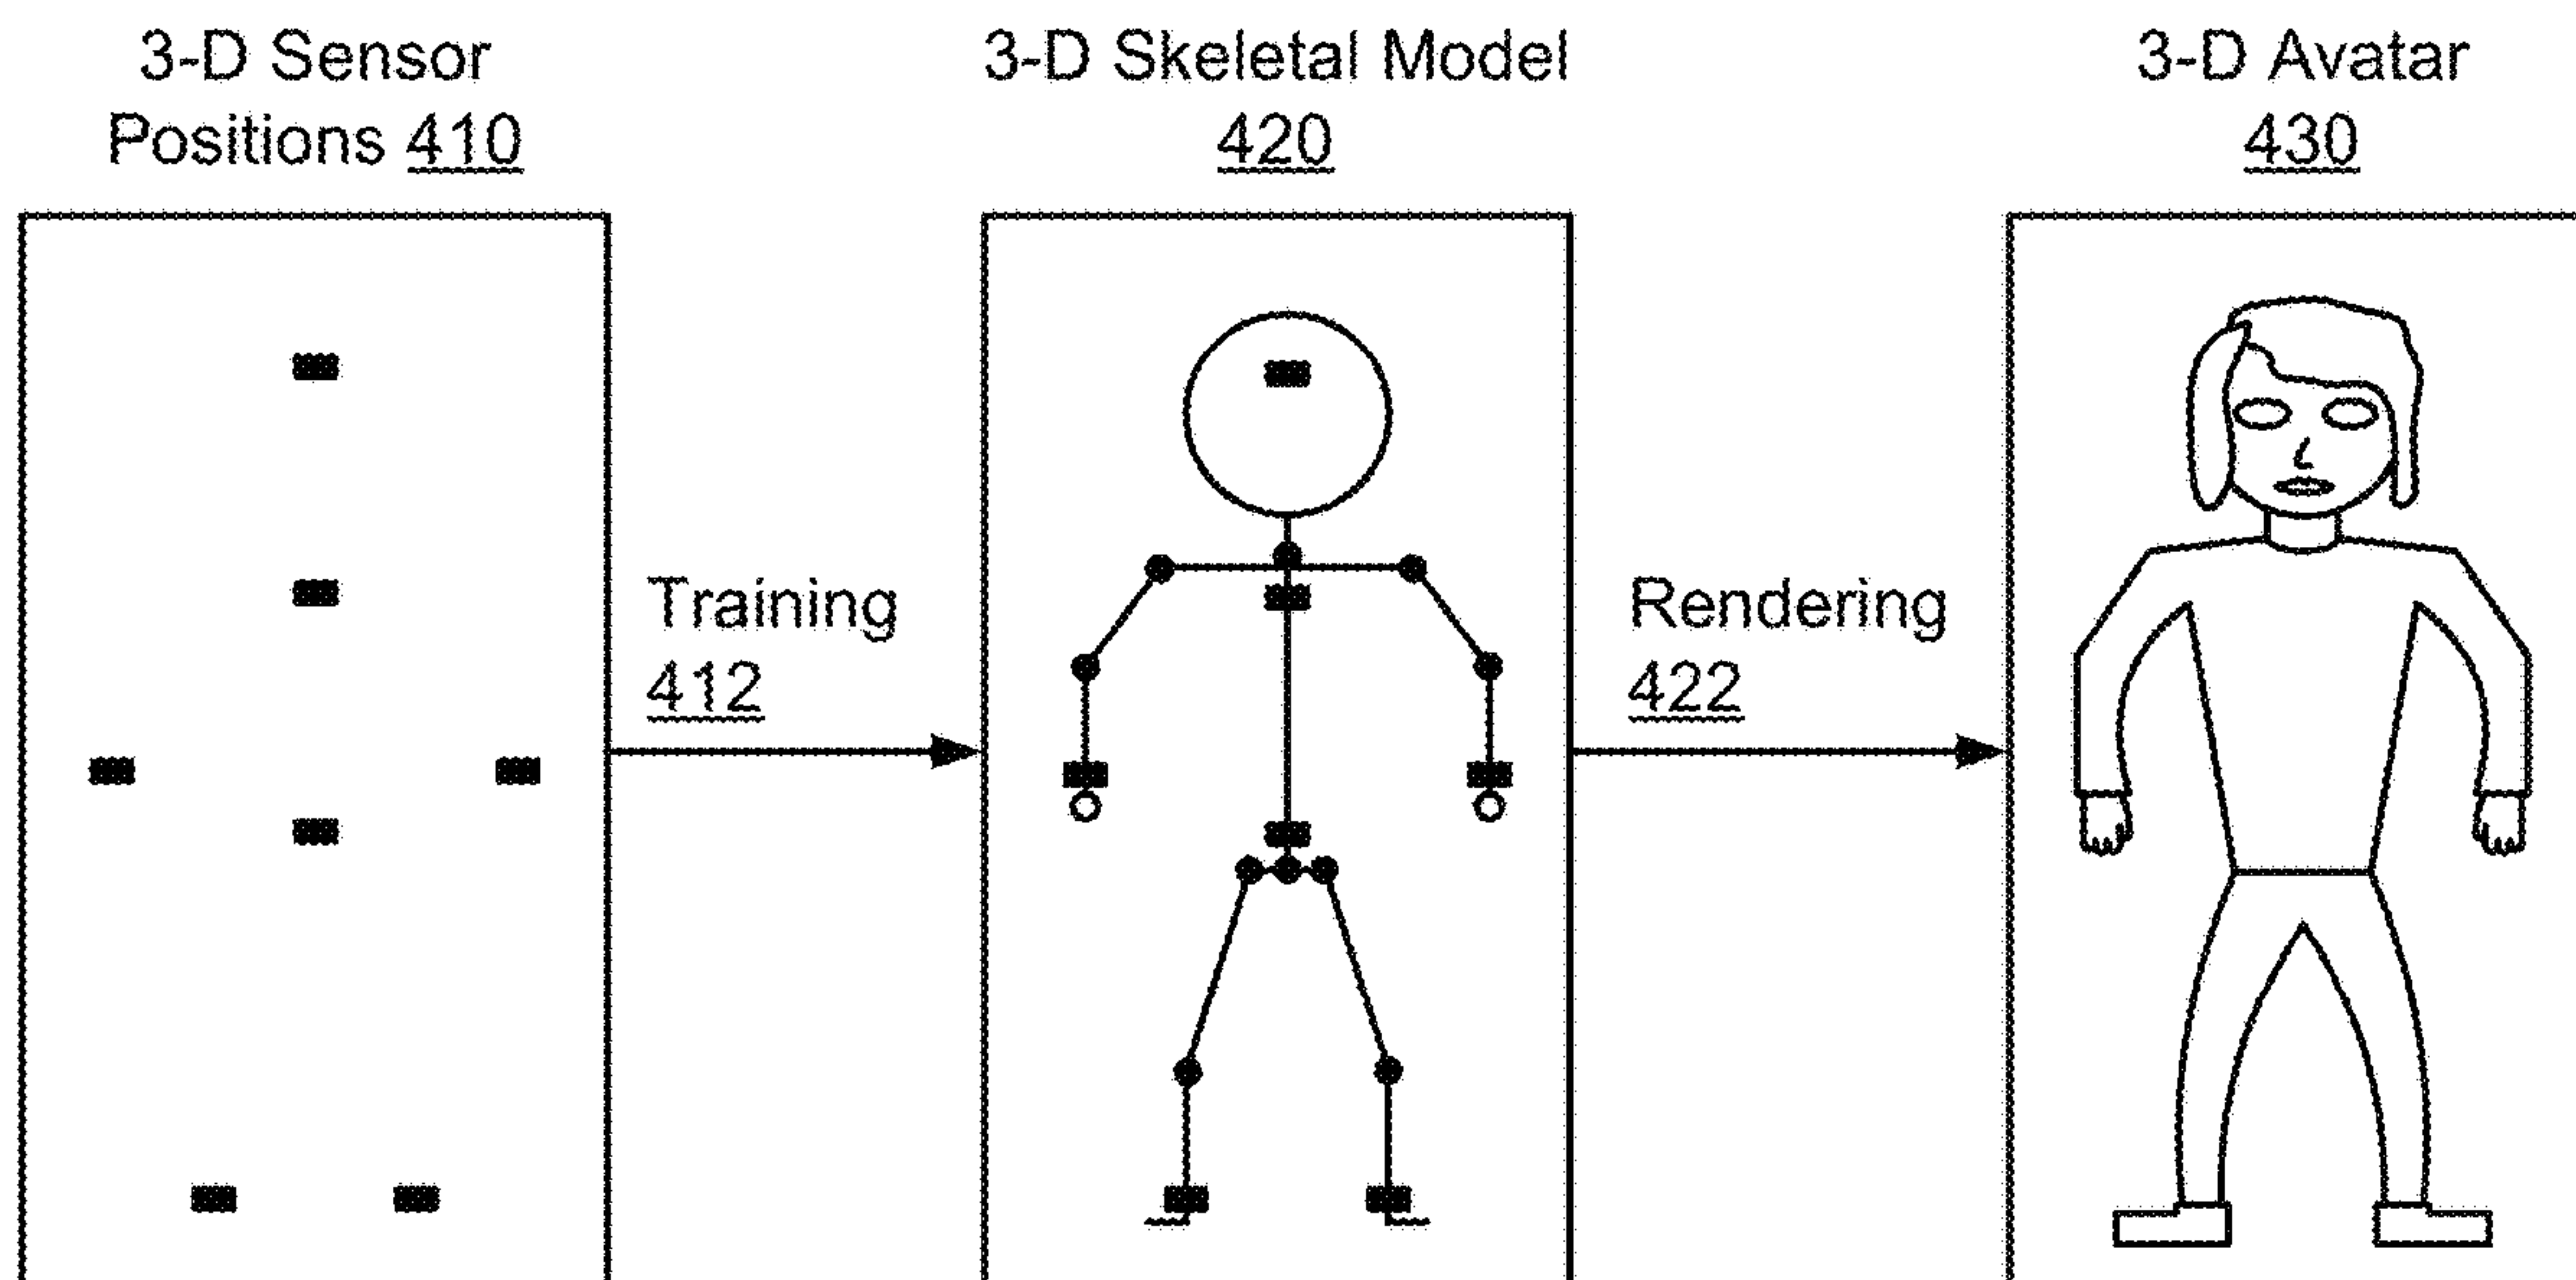 3-D Sensor
Positions 410
3-D Skeletal Model
420
3-D Avatar
430
Training
412
Rendering
422